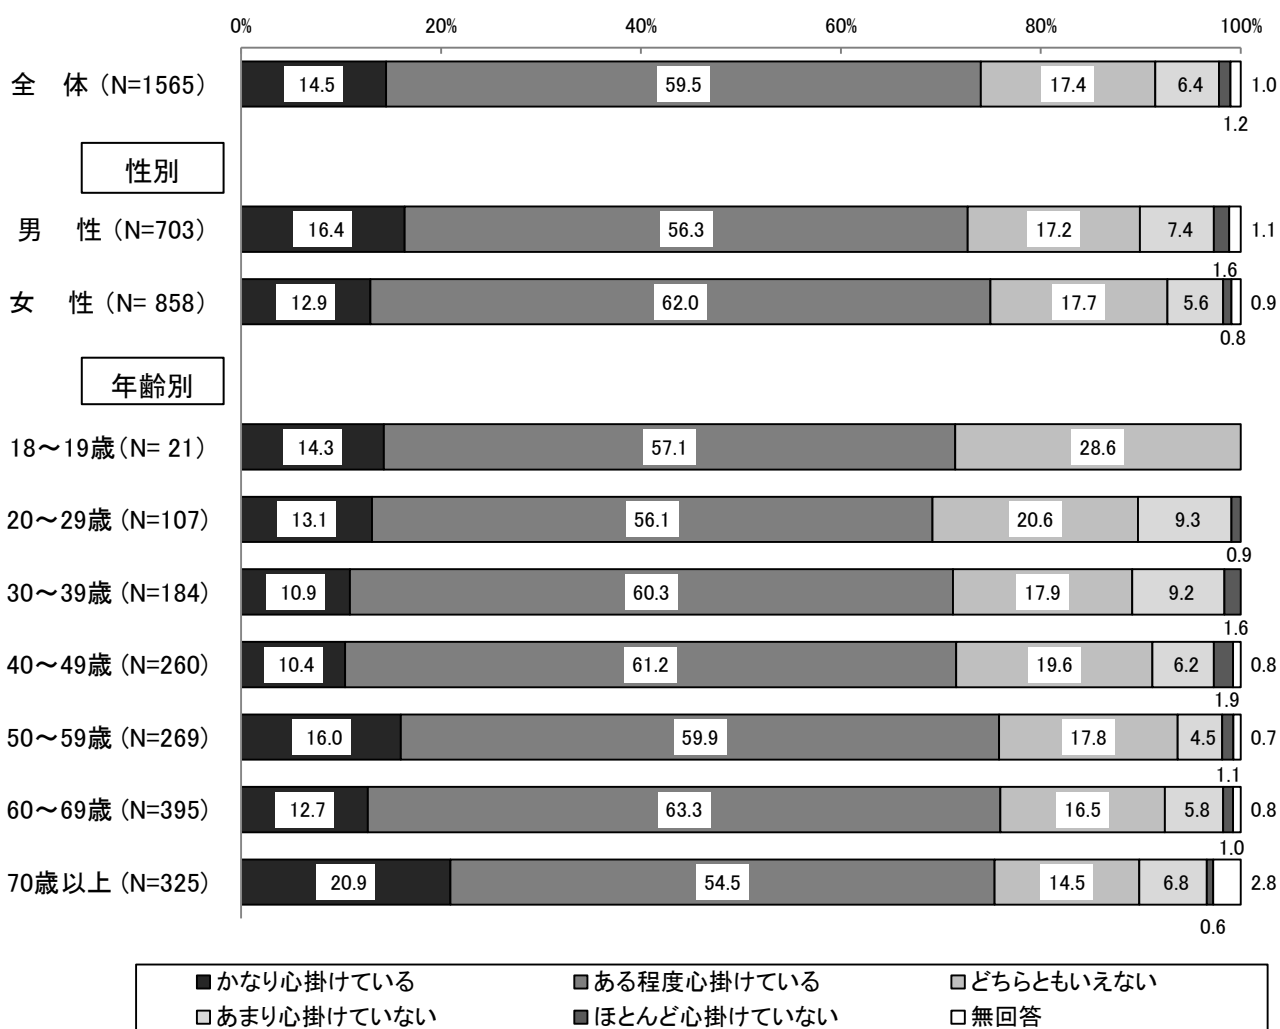 0% 20% 40% 60% 80% 100%
全 体 (N=1565) 14.5 59.5 17.4 6.4 1.0
1.2
性別
男 性 (N=703) 16.4 56.3 17.2 7.4 1.1
1.6
女 性 (N= 858) 12.9 62.0 17.7 5.6 0.9
0.8
年齢別
18～19歳(N= 21) 14.3 57.1 28.6
20～29歳 (N=107) 13.1 56.1 20.6 9.3
0.9
30～39歳 (N=184) 10.9 60.3 17.9 9.2
1.6
40～49歳 (N=260) 10.4 61.2 19.6 6.2 0.8
1.9
50～59歳 (N=269) 16.0 59.9 17.8 4.5 0.7
1.1
60～69歳 (N=395) 12.7 63.3 16.5 5.8 0.8
1.0
70歳以上 (N=325) 20.9 54.5 14.5 6.8 2.8
0.6
かなり心掛けている ある程度心掛けている どちらともいえない
あまり心掛けていない ほとんど心掛けていない 無回答